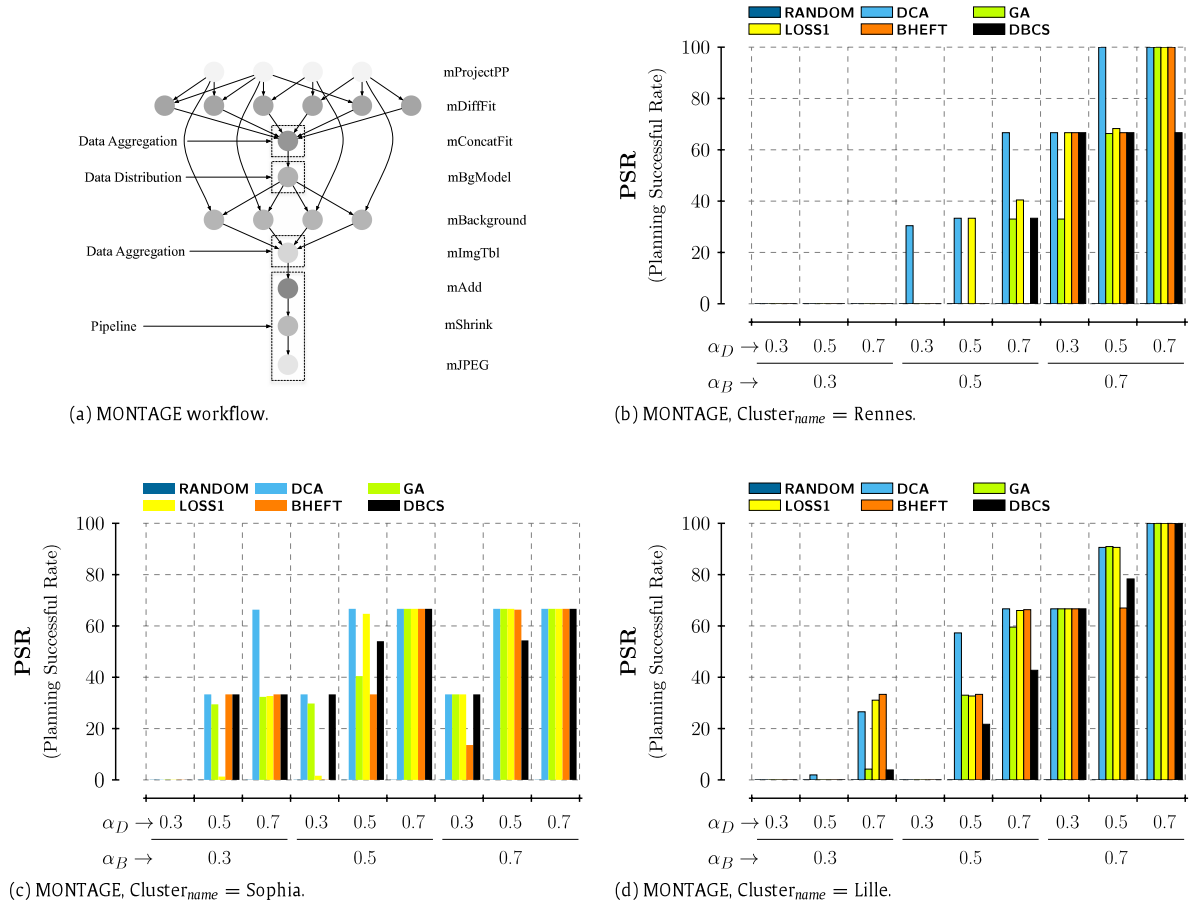 mProjectPP
mDiffFit
Data Aggregation
mConcatFit
Data Distribution
mBgModel
mBackground
Data Aggregation
mImgTbl
mAdd
Pipeline
mShrink
mJPEG
(a) MONTAGE workflow.
RANDOM DCA GA
LOSS1 BHEFT DBCS
PSR
(Planning Successful Rate)
100
80
60
40
20
0
α_D → 0.3 0.5 0.7 0.3 0.5 0.7 0.3 0.5 0.7
α_B → 0.3 0.5 0.7
(b) MONTAGE, Cluster_name = Rennes.
RANDOM DCA GA
LOSS1 BHEFT DBCS
PSR
(Planning Successful Rate)
100
80
60
40
20
0
α_D → 0.3 0.5 0.7 0.3 0.5 0.7 0.3 0.5 0.7
α_B → 0.3 0.5 0.7
(c) MONTAGE, Cluster_name = Sophia.
RANDOM DCA GA
LOSS1 BHEFT DBCS
PSR
(Planning Successful Rate)
100
80
60
40
20
0
α_D → 0.3 0.5 0.7 0.3 0.5 0.7 0.3 0.5 0.7
α_B → 0.3 0.5 0.7
(d) MONTAGE, Cluster_name = Lille.